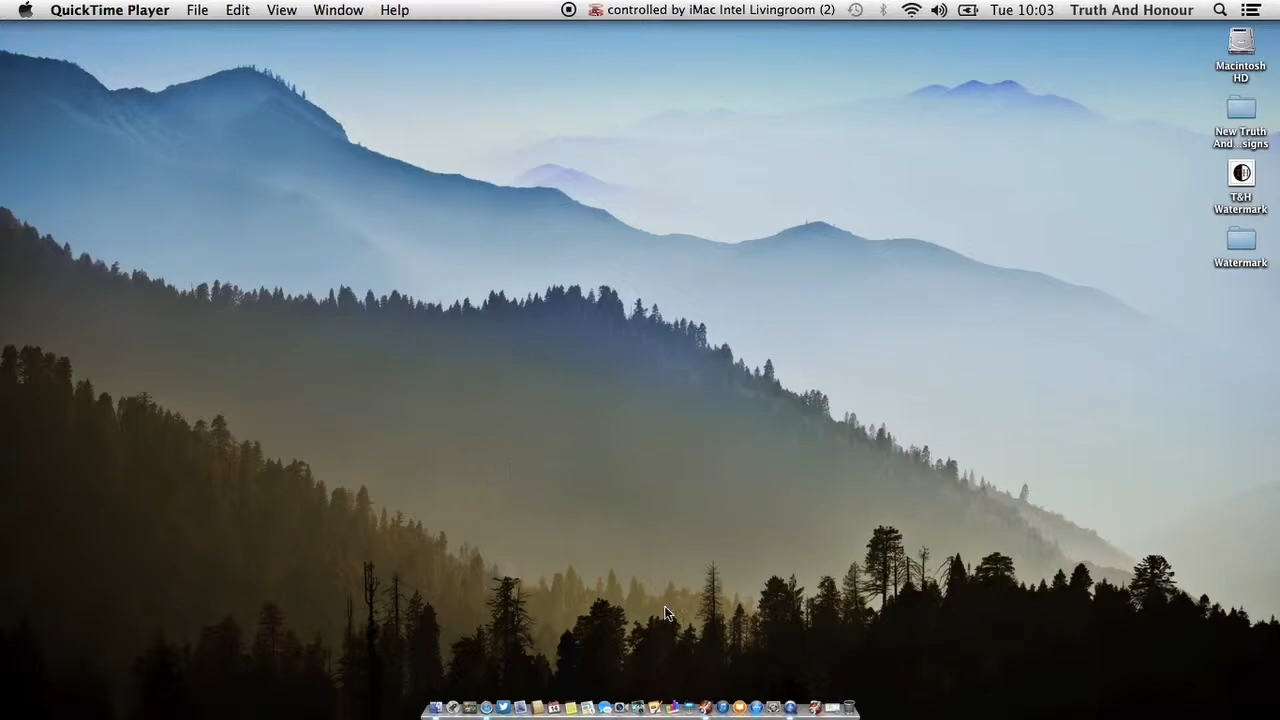 QuickTime Player File Edit View Window Help controlled by iMac Intel Livingroom (2) Tue 10:03 Truth And Honour
Macintosh
HD
New Truth
And...signs
T&H
Watermark
Watermark